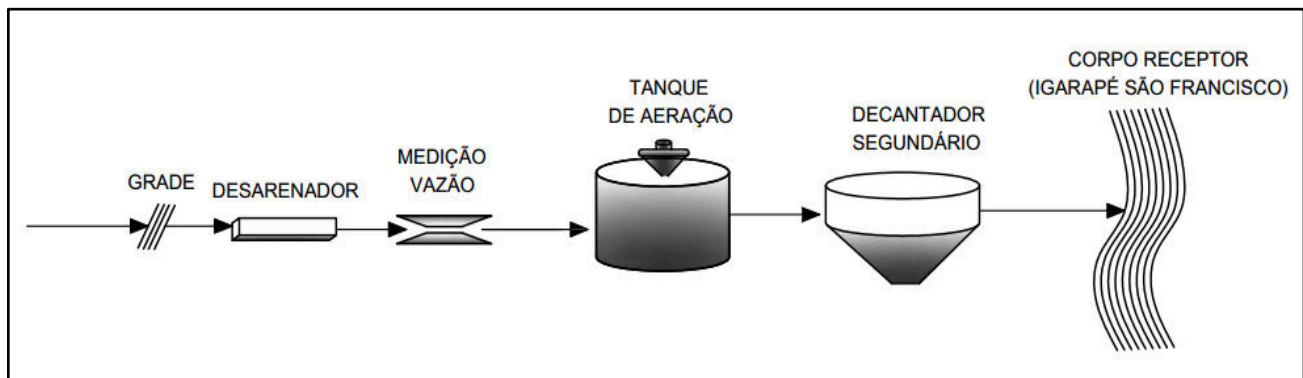 GRADE
DESARENADOR
MEDIÇÃO
VAZÃO
TANQUE
DE AERAÇÃO
DECANTADOR
SEGUNDÁRIO
CORPO RECEPTOR
(IGARAPÉ SÃO FRANCISCO)